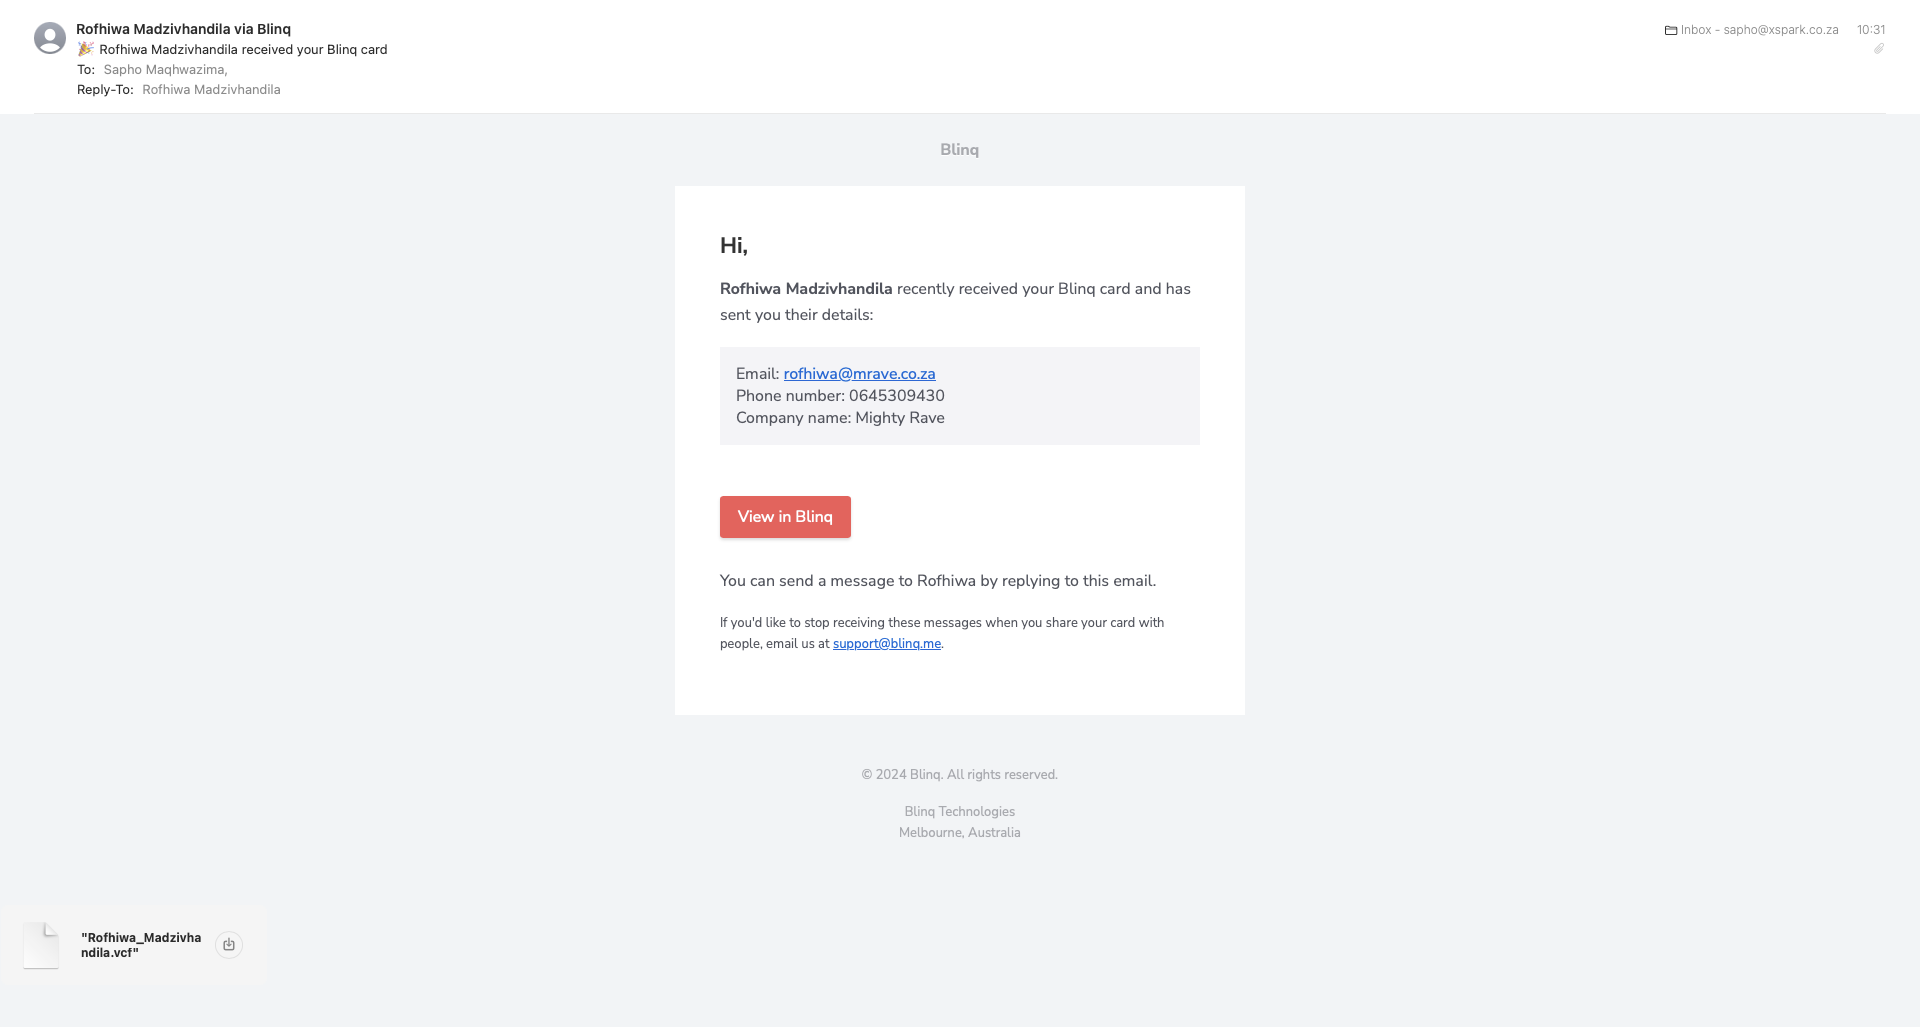 Rofhiwa Madzivhandila via Blinq
🎉 Rofhiwa Madzivhandila received your Blinq card
To: Sapho Maqhwazima,
Reply-To: Rofhiwa Madzivhandila
Inbox - sapho@xspark.co.za 10:31
Blinq
Hi,
Rofhiwa Madzivhandila recently received your Blinq card and has
sent you their details:
Email: rofhiwa@mrave.co.za
Phone number: 0645309430
Company name: Mighty Rave
View in Blinq
You can send a message to Rofhiwa by replying to this email.
If you'd like to stop receiving these messages when you share your card with
people, email us at support@blinq.me.
© 2024 Blinq. All rights reserved.
Blinq Technologies
Melbourne, Australia
"Rofhiwa_Madzivha
ndila.vcf"